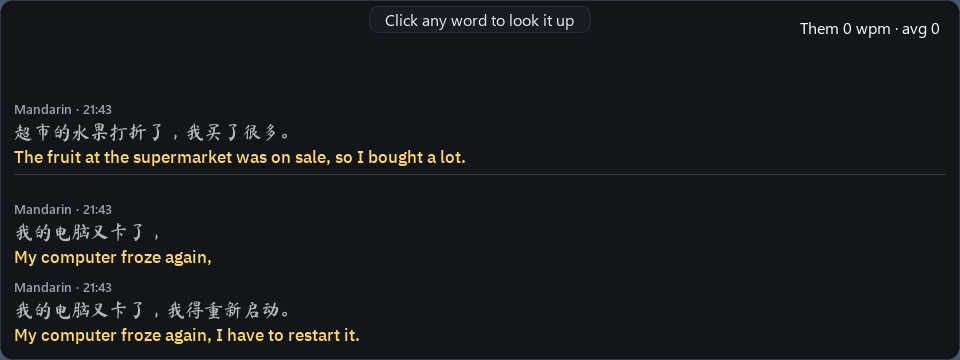 Click any word to look it up
Them 0 wpm · avg 0
Mandarin · 21:43
超市的水果打折了，我买了很多。
The fruit at the supermarket was on sale, so I bought a lot.
Mandarin · 21:43
我的电脑又卡了，
My computer froze again,
Mandarin · 21:43
我的电脑又卡了，我得重新启动。
My computer froze again, I have to restart it.